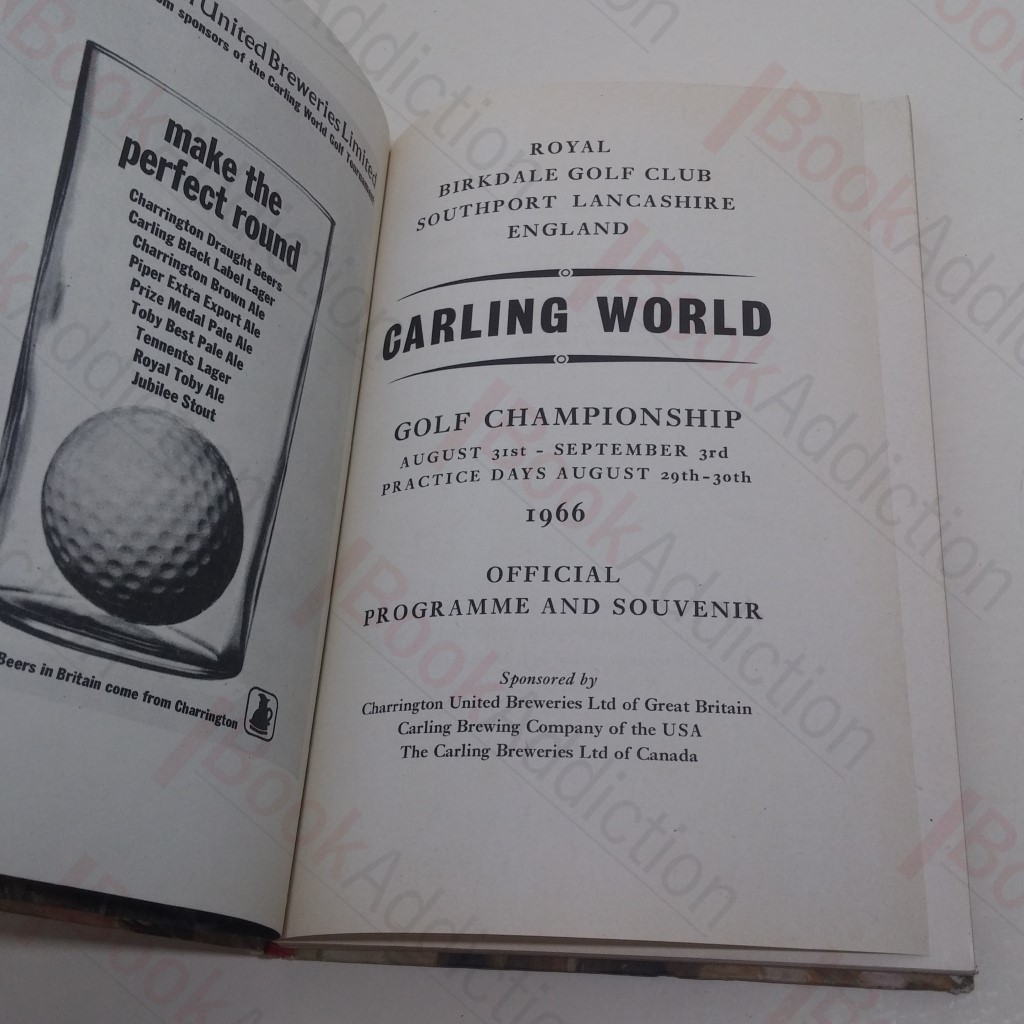 United Breweries Limited
sponsors of the Carling World Golf Tournament
make the
perfect round
Charrington Draught Beers
Carling Black Label Lager
Charrington Brown Ale
Piper Extra Export Ale
Prize Medal Pale Ale
Toby Best Pale Ale
Tennents Lager
Royal Toby Ale
Jubilee Stout
Beers in Britain come from Charrington
ROYAL
BIRKDALE GOLF CLUB
SOUTHPORT LANCASHIRE
ENGLAND
CARLING WORLD
GOLF CHAMPIONSHIP
AUGUST 31st - SEPTEMBER 3rd
PRACTICE DAYS AUGUST 29th-30th
1966
OFFICIAL
PROGRAMME AND SOUVENIR
Sponsored by
Charrington United Breweries Ltd of Great Britain
Carling Brewing Company of the USA
The Carling Breweries Ltd of Canada
BookAddiction